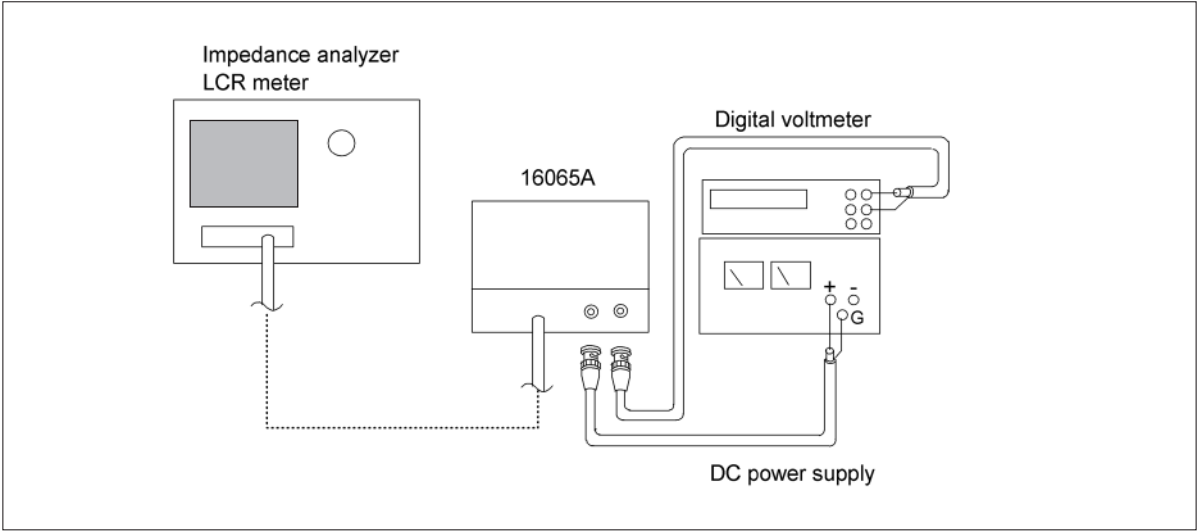 Impedance analyzer
LCR meter
Digital voltmeter
16065A
+ -
G
DC power supply